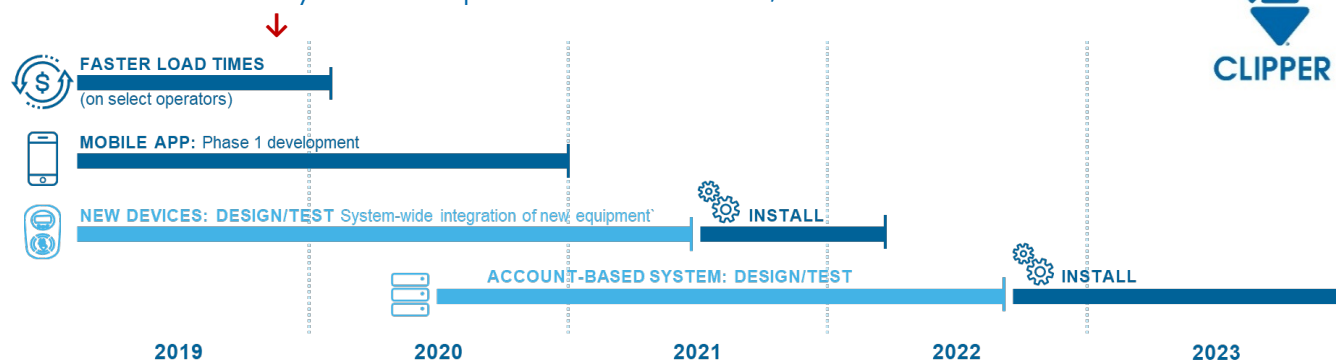 CLIPPER
FASTER LOAD TIMES
(on select operators)
$
MOBILE APP: Phase 1 development
NEW DEVICES: DESIGN/TEST System-wide integration of new equipment`
INSTALL
ACCOUNT-BASED SYSTEM: DESIGN/TEST
INSTALL
2019 2020 2021 2022 2023